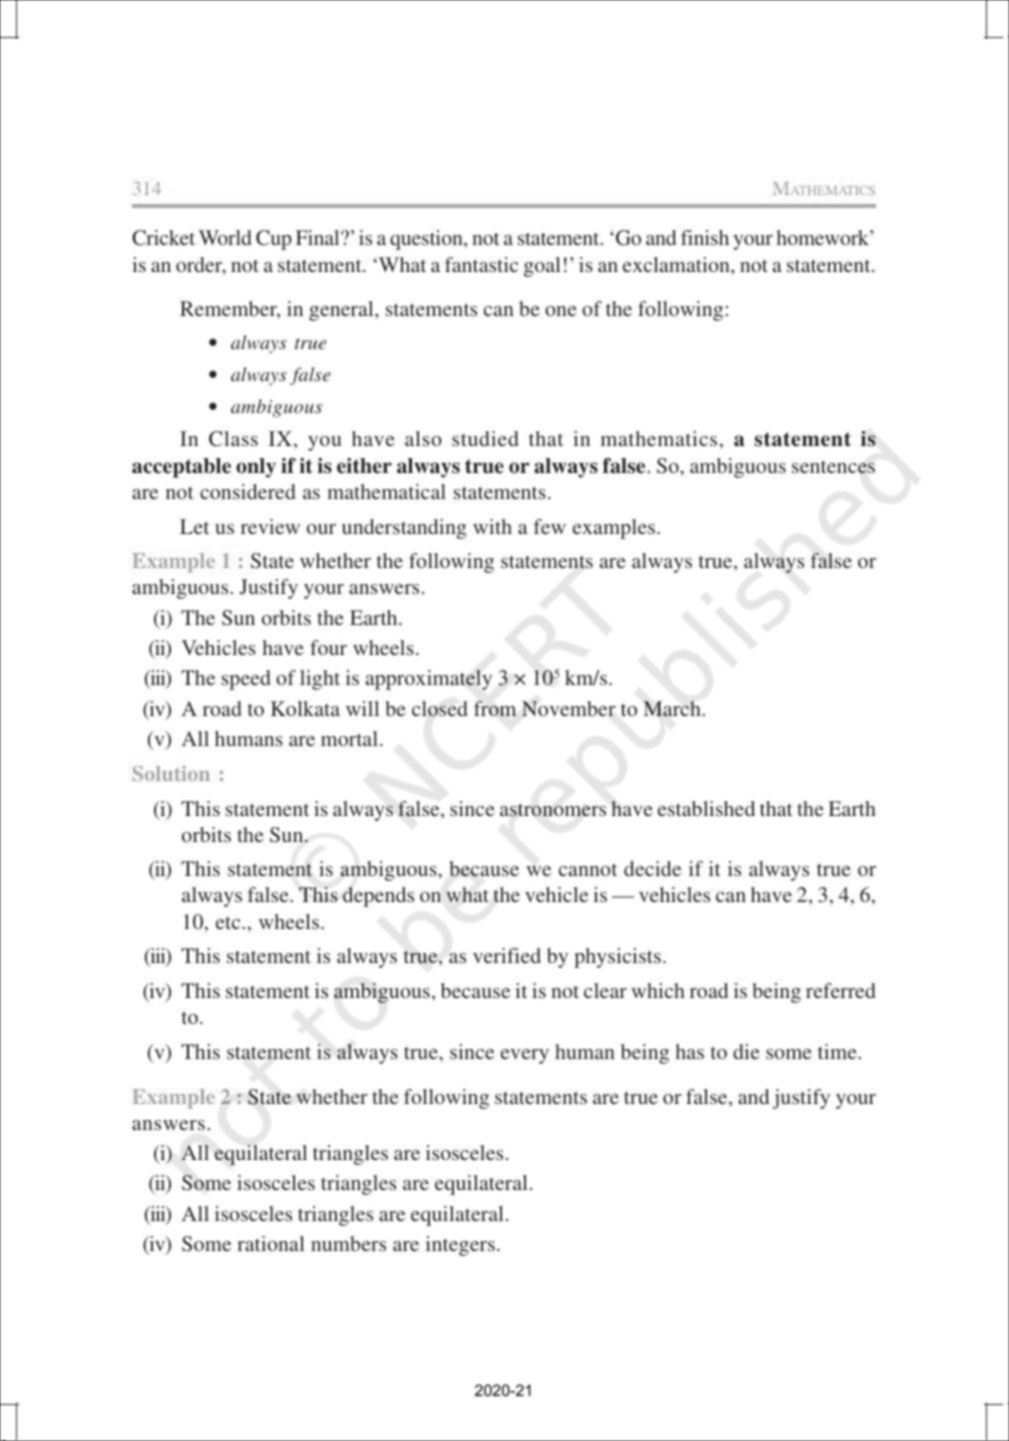 314 MATHEMATICS
Cricket World Cup Final?’ is a question, not a statement. ‘Go and finish your homework’
is an order, not a statement. ‘What a fantastic goal!’ is an exclamation, not a statement.
Remember, in general, statements can be one of the following:
• always true
• always false
• ambiguous
In Class IX, you have also studied that in mathematics, a statement is
acceptable only if it is either always true or always false. So, ambiguous sentences
are not considered as mathematical statements.
Let us review our understanding with a few examples.
Example 1 : State whether the following statements are always true, always false or
ambiguous. Justify your answers.
(i) The Sun orbits the Earth.
(ii) Vehicles have four wheels.
(iii) The speed of light is approximately 3 × 10⁵ km/s.
(iv) A road to Kolkata will be closed from November to March.
(v) All humans are mortal.
Solution :
(i) This statement is always false, since astronomers have established that the Earth
orbits the Sun.
(ii) This statement is ambiguous, because we cannot decide if it is always true or
always false. This depends on what the vehicle is — vehicles can have 2, 3, 4, 6,
10, etc., wheels.
(iii) This statement is always true, as verified by physicists.
(iv) This statement is ambiguous, because it is not clear which road is being referred
to.
(v) This statement is always true, since every human being has to die some time.
Example 2 : State whether the following statements are true or false, and justify your
answers.
(i) All equilateral triangles are isosceles.
(ii) Some isosceles triangles are equilateral.
(iii) All isosceles triangles are equilateral.
(iv) Some rational numbers are integers.
© NCERT
not to be republished
2020-21